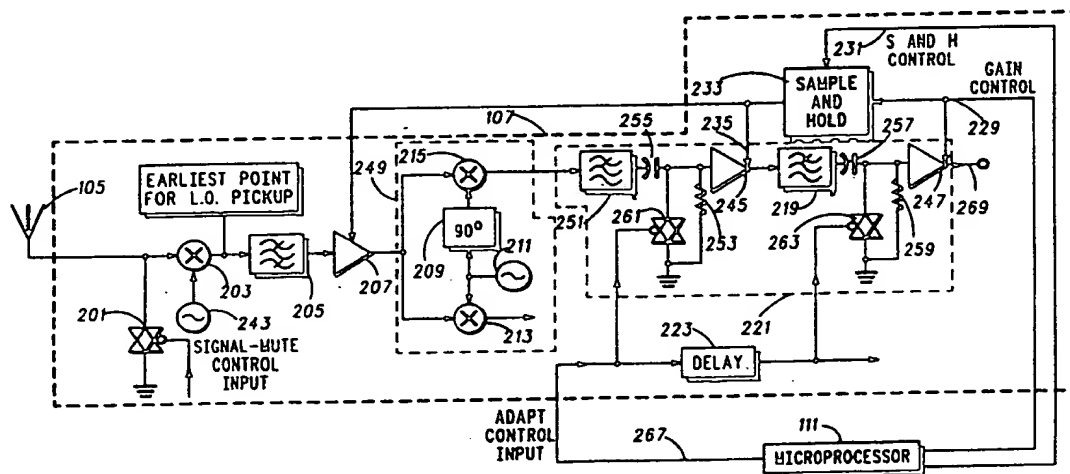 231
S AND H
CONTROL
233
SAMPLE
AND
HOLD
GAIN
CONTROL
107
255
235
257
229
105
EARLIEST POINT
FOR L.O. PICKUP
249
215
209
90°
211
251
261
245
253
219
263
247
259
269
203
205
207
213
201
243
SIGNAL-MUTE
CONTROL
INPUT
223
DELAY
221
ADAPT
CONTROL
INPUT
267
111
MICROPROCESSOR